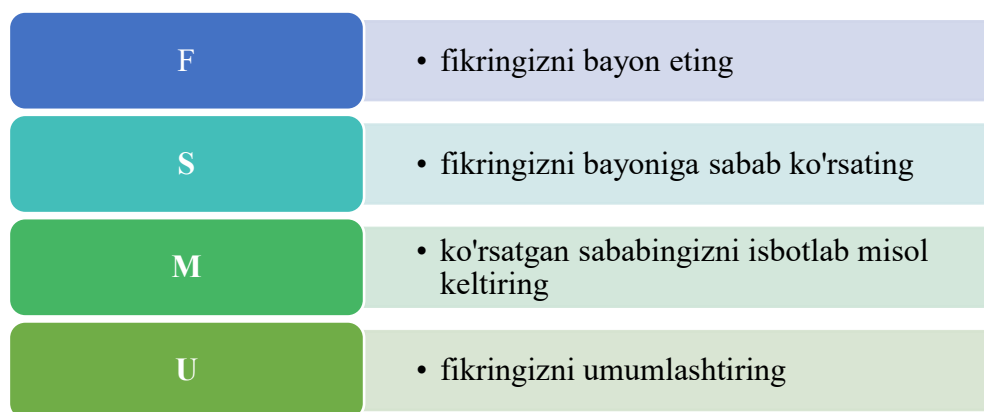 F
• fikringizni bayon eting
S
• fikringizni bayoniga sabab ko'rsating
M
• ko'rsatgan sababingizni isbotlab misol
keltiring
U
• fikringizni umumlashtiring